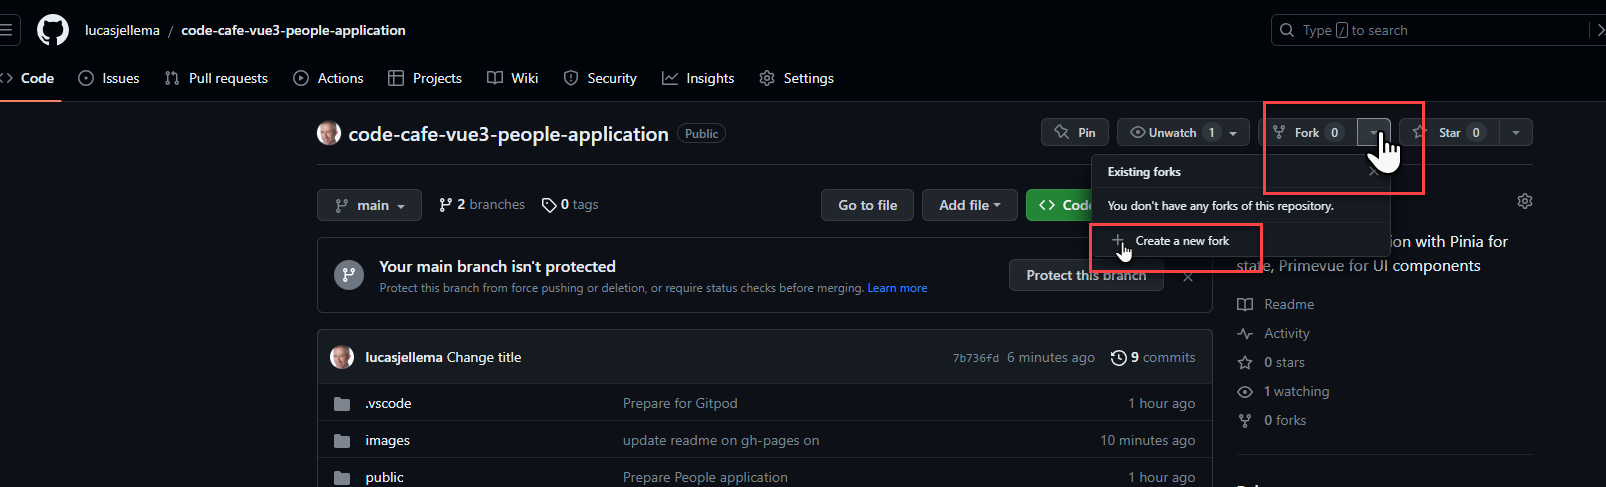 lucasjellema / code-cafe-vue3-people-application
Type / to search
Code Issues Pull requests Actions Projects Wiki Security Insights Settings
code-cafe-vue3-people-application Public
Pin Unwatch 1 Fork 0 Star 0
Existing forks
You don't have any forks of this repository.
Create a new fork
main 2 branches 0 tags Go to file Add file <> Code
Your main branch isn't protected
Protect this branch from force pushing or deletion, or require status checks before merging. Learn more
Protect this branch
with Pinia for
state, Primevue for UI components
Readme
Activity
0 stars
1 watching
0 forks
lucasjellema Change title 7b736fd 6 minutes ago 9 commits
.vscode Prepare for Gitpod 1 hour ago
images update readme on gh-pages on 10 minutes ago
public Prepare People application 1 hour ago